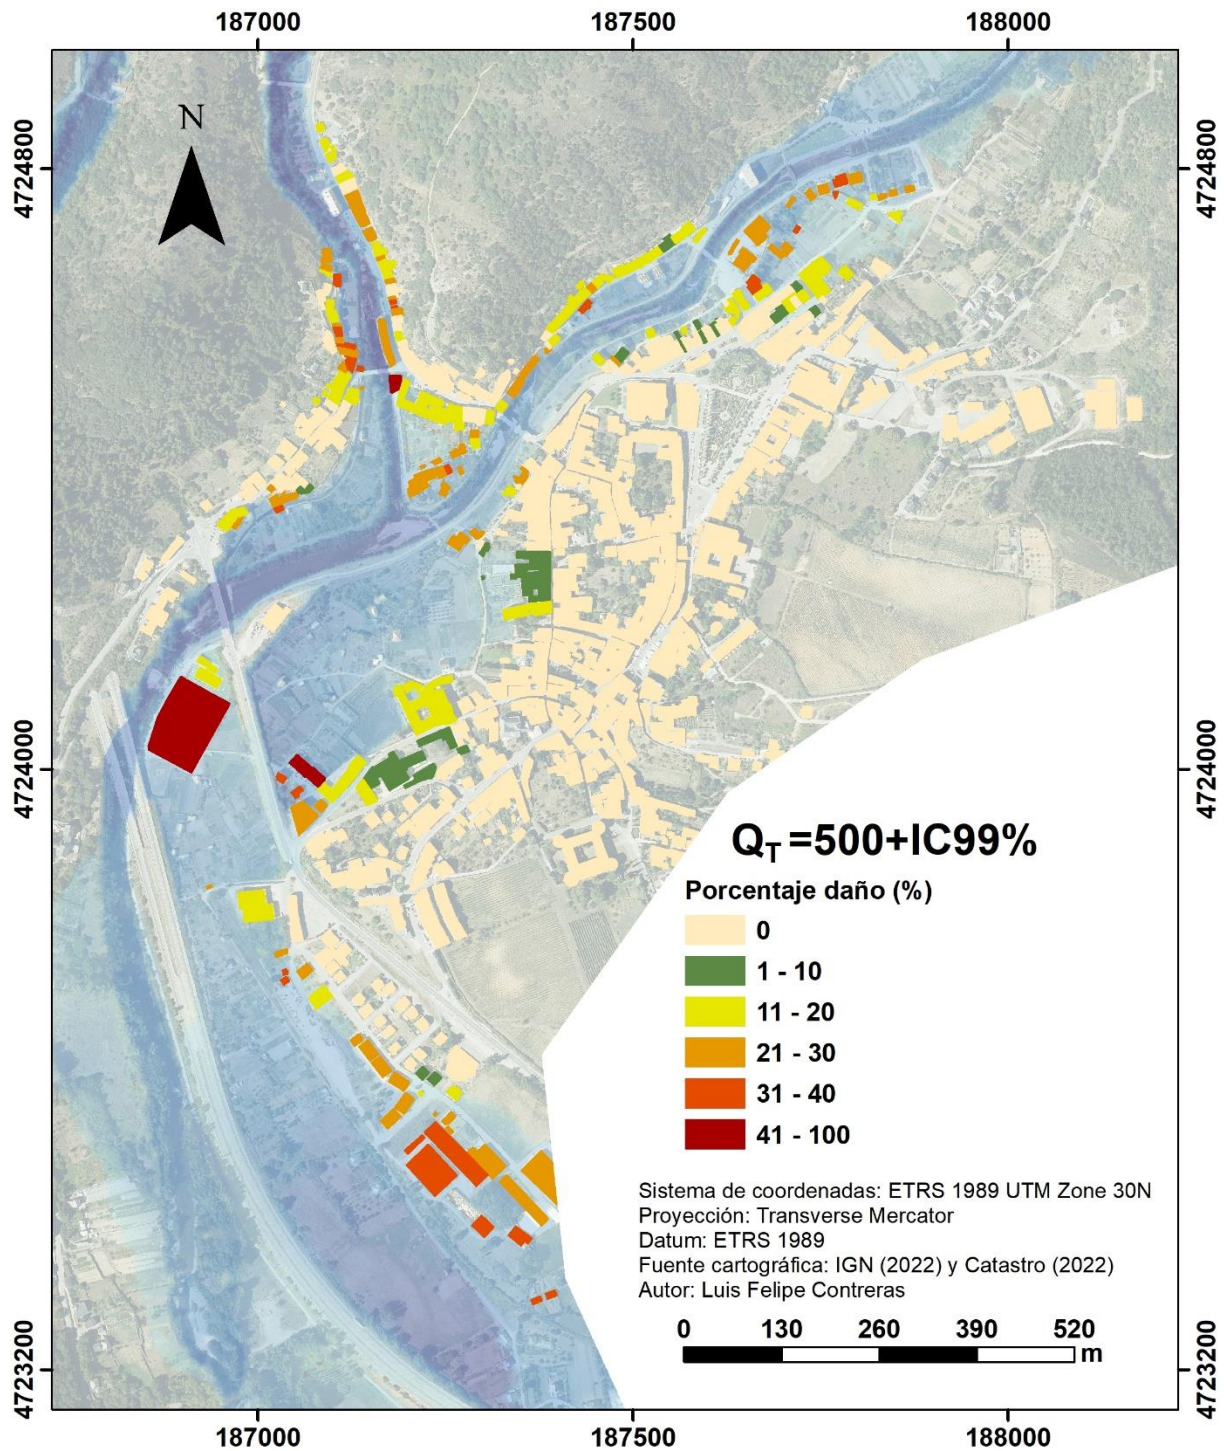 187000 187500 188000
4724800 4724800
N
4724000 4724000
Q_T=500+IC99%
Porcentaje daño (%)
0
1 - 10
11 - 20
21 - 30
31 - 40
41 - 100
Sistema de coordenadas: ETRS 1989 UTM Zone 30N
Proyección: Transverse Mercator
Datum: ETRS 1989
Fuente cartográfica: IGN (2022) y Catastro (2022)
Autor: Luis Felipe Contreras
0 130 260 390 520
m
4723200 4723200
187000 187500 188000